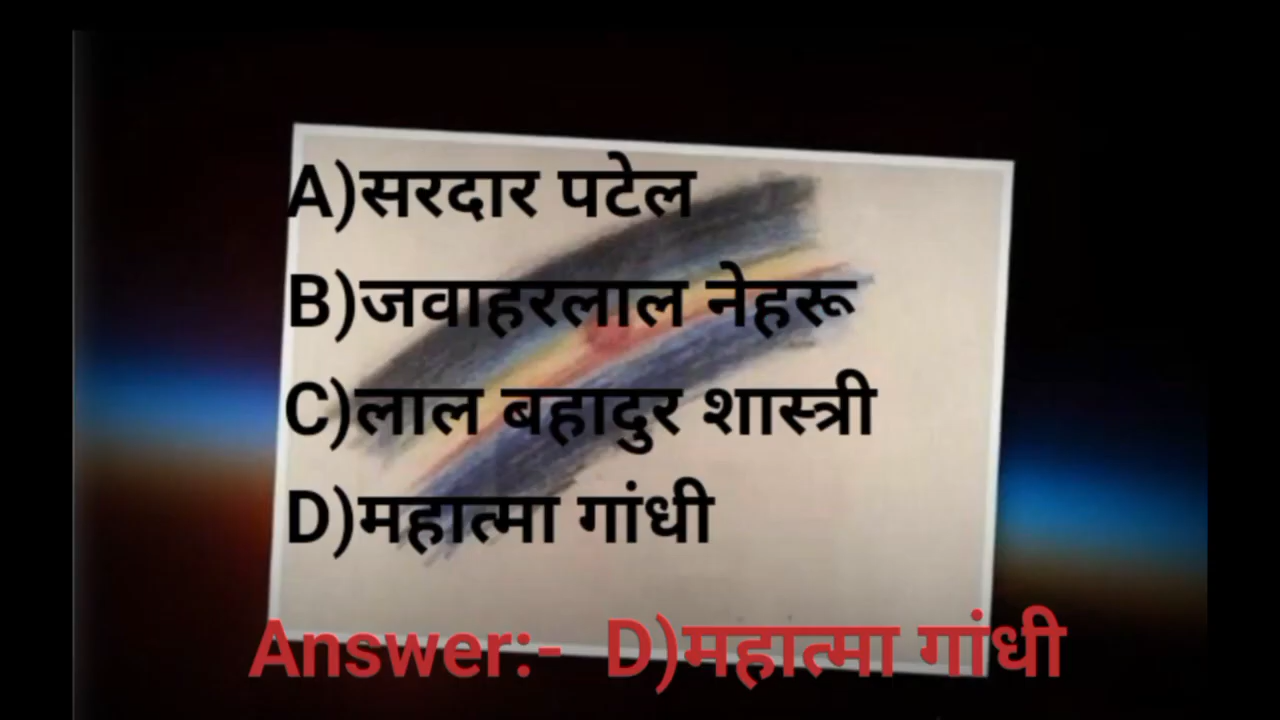 A)सरदार पटेल
B)जवाहरलाल नेहरू
C)लाल बहादुर शास्त्री
D)महात्मा गांधी
Answer:- D)महात्मा गांधी